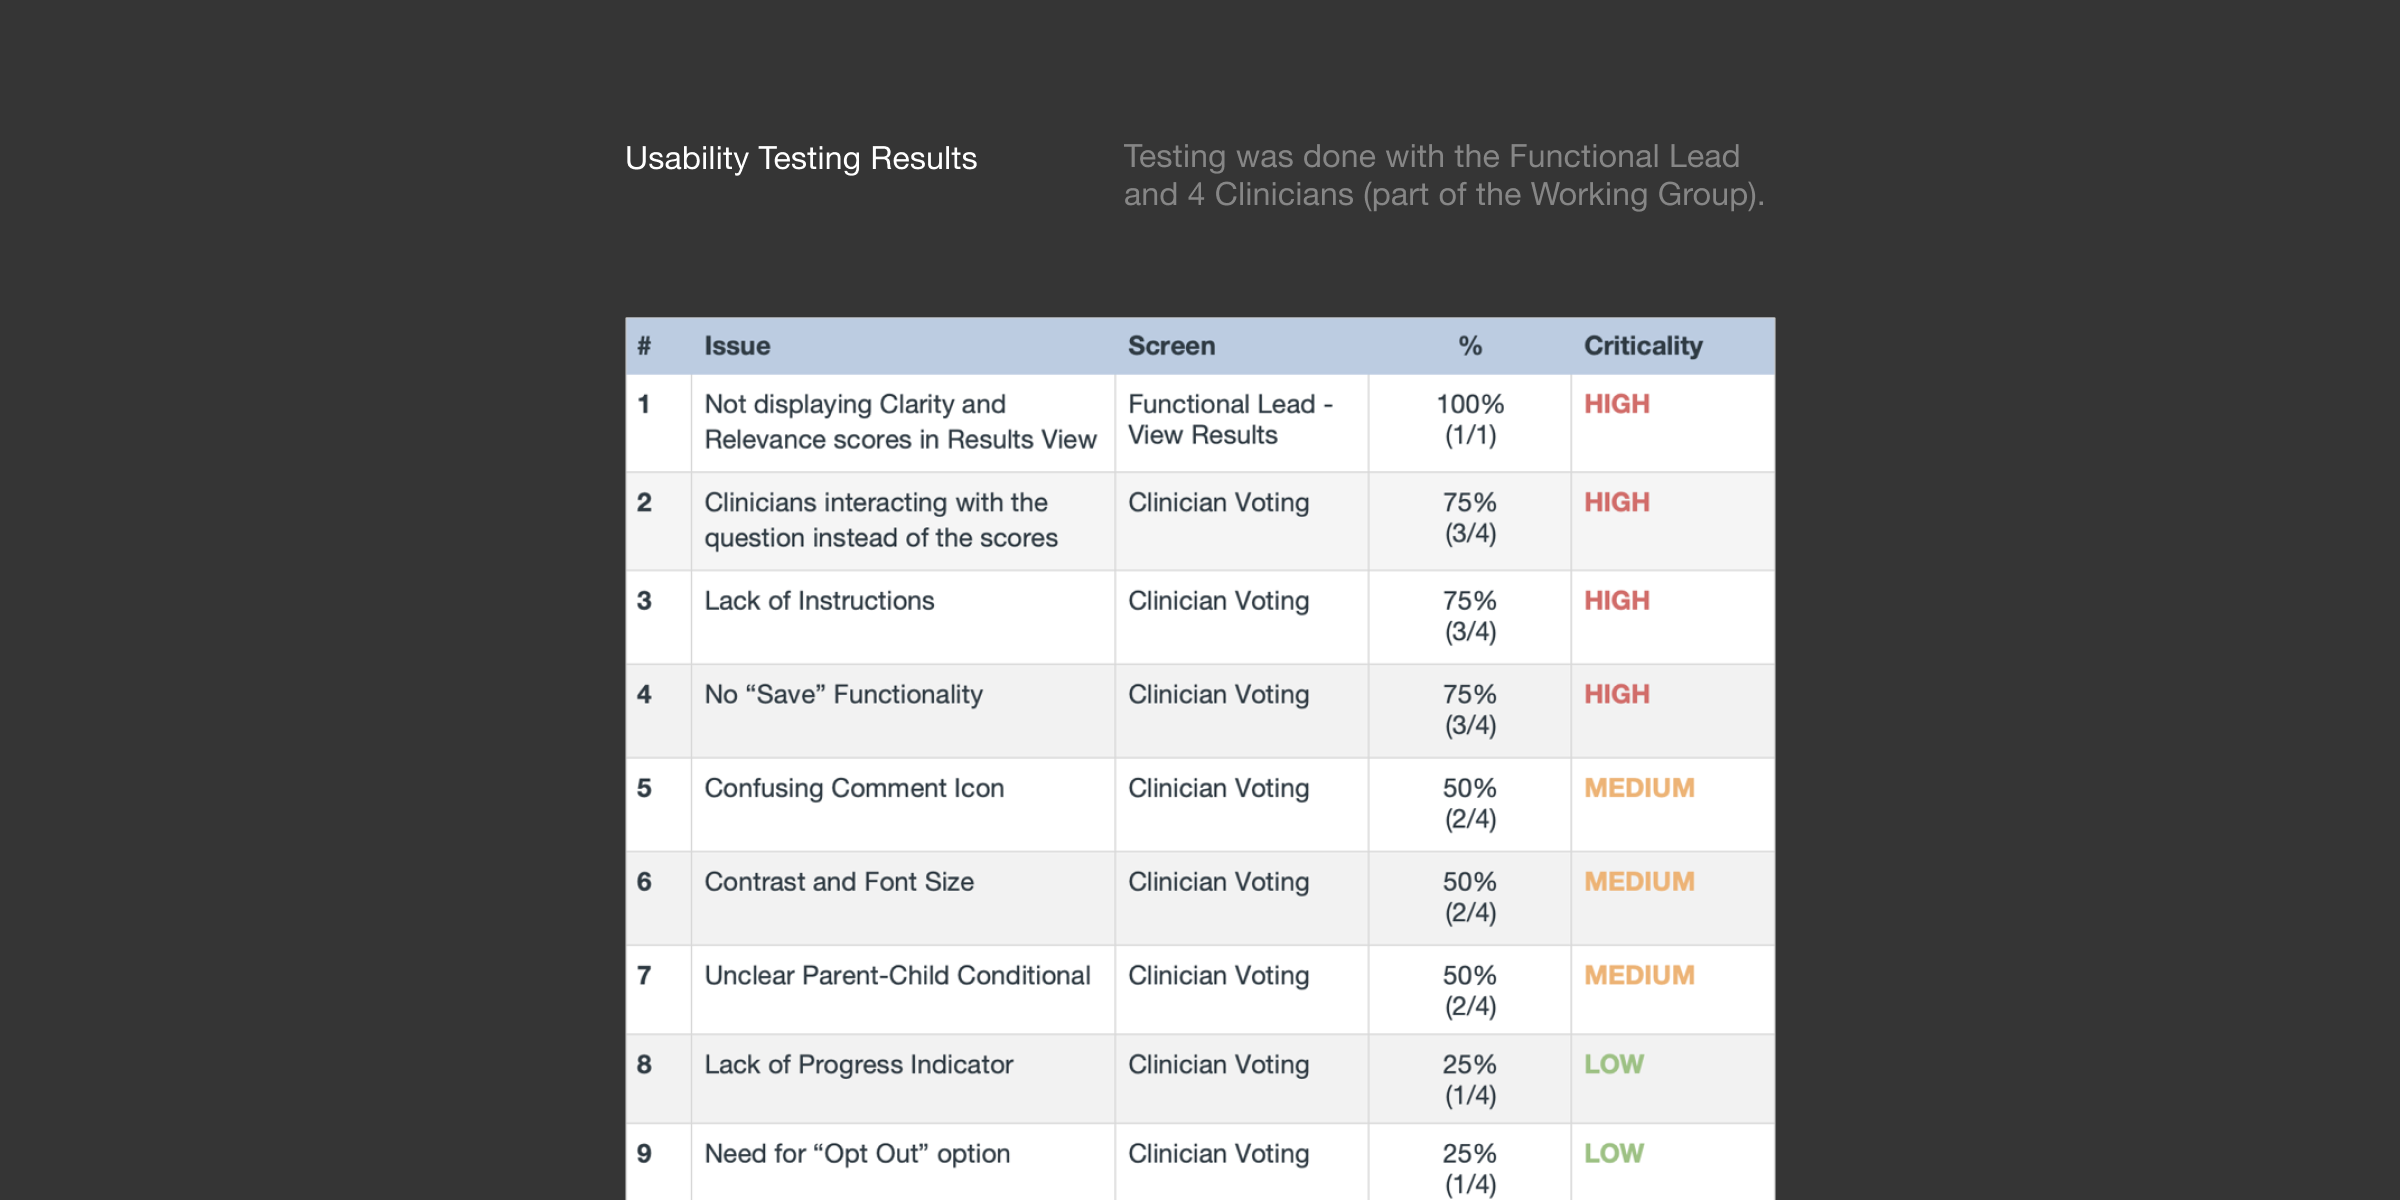 Usability Testing Results
Testing was done with the Functional Lead
and 4 Clinicians (part of the Working Group).
# Issue Screen % Criticality
1 Not displaying Clarity and Functional Lead - 100% HIGH
Relevance scores in Results View View Results (1/1)
2 Clinicians interacting with the Clinician Voting 75% HIGH
question instead of the scores (3/4)
3 Lack of Instructions Clinician Voting 75% HIGH
(3/4)
4 No “Save” Functionality Clinician Voting 75% HIGH
(3/4)
5 Confusing Comment Icon Clinician Voting 50% MEDIUM
(2/4)
6 Contrast and Font Size Clinician Voting 50% MEDIUM
(2/4)
7 Unclear Parent-Child Conditional Clinician Voting 50% MEDIUM
(2/4)
8 Lack of Progress Indicator Clinician Voting 25% LOW
(1/4)
9 Need for “Opt Out” option Clinician Voting 25% LOW
(1/4)